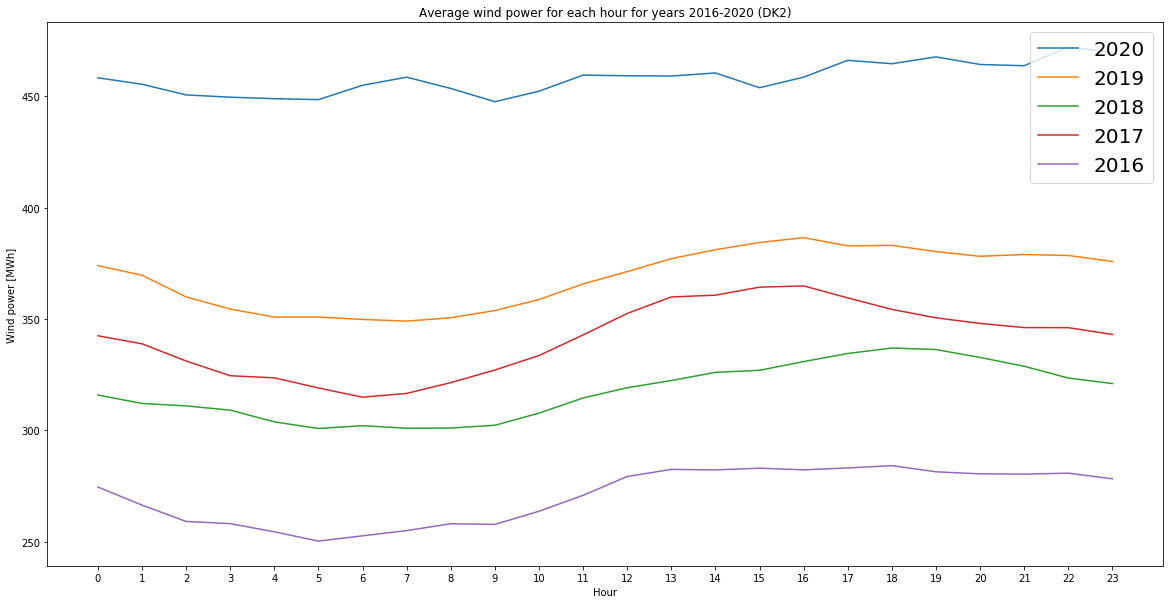 Average wind power for each hour for years 2016-2020 (DK2)
2020
2019
2018
2017
2016
450
400
350
300
250
Wind power [MWh]
0 1 2 3 4 5 6 7 8 9 10 11 12 13 14 15 16 17 18 19 20 21 22 23
Hour